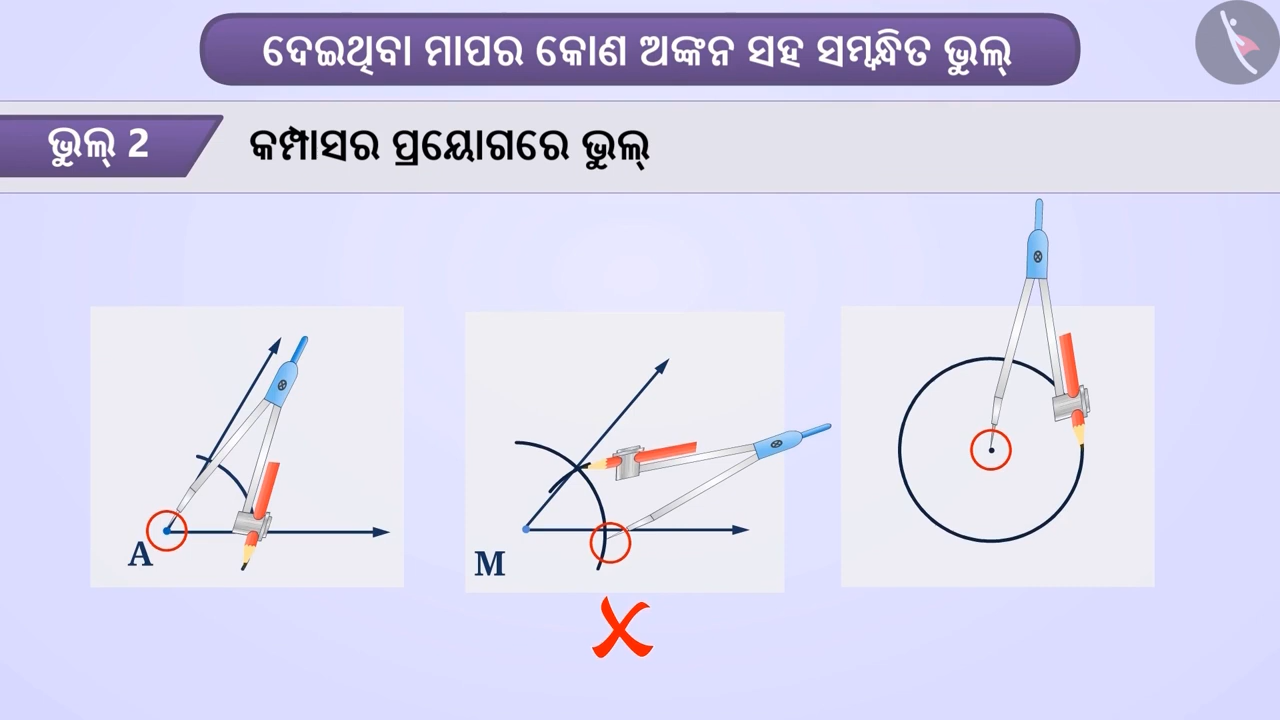 ଦେଇଥିବା ମାପର କୋଣ ଅଙ୍କନ ସହ ସମ୍ବନ୍ଧିତ ଭୁଲ୍
ଭୁଲ୍ 2
କମ୍ପାସର ପ୍ରୟୋଗରେ ଭୁଲ୍
A
M